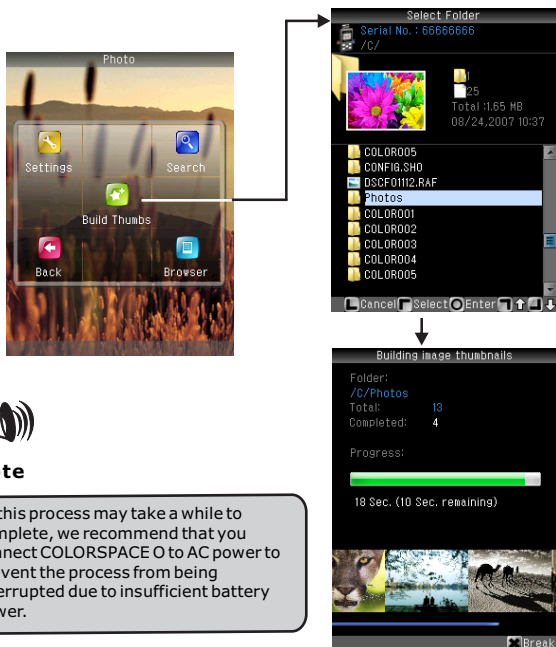 Photo
Settings
Search
Build Thumbs
Back
Browser
Select Folder
Serial No. : 66666666
/C/
1
25
Total :1.65 MB
08/24,2007 10:37
COLOR005
CONFIG.SHO
DSCF01112.RAF
Photos
COLOR001
COLOR002
COLOR003
COLOR004
COLOR005
Cancel Select Enter
Building image thumbnails
Folder:
/C/Photos
Total: 13
Completed: 4
Progress:
18 Sec. (10 Sec. remaining)
Break
te
this process may take a while to
mplete, we recommend that you
nnect COLORSPACE O to AC power to
vent the process from being
errupted due to insufficient battery
wer.